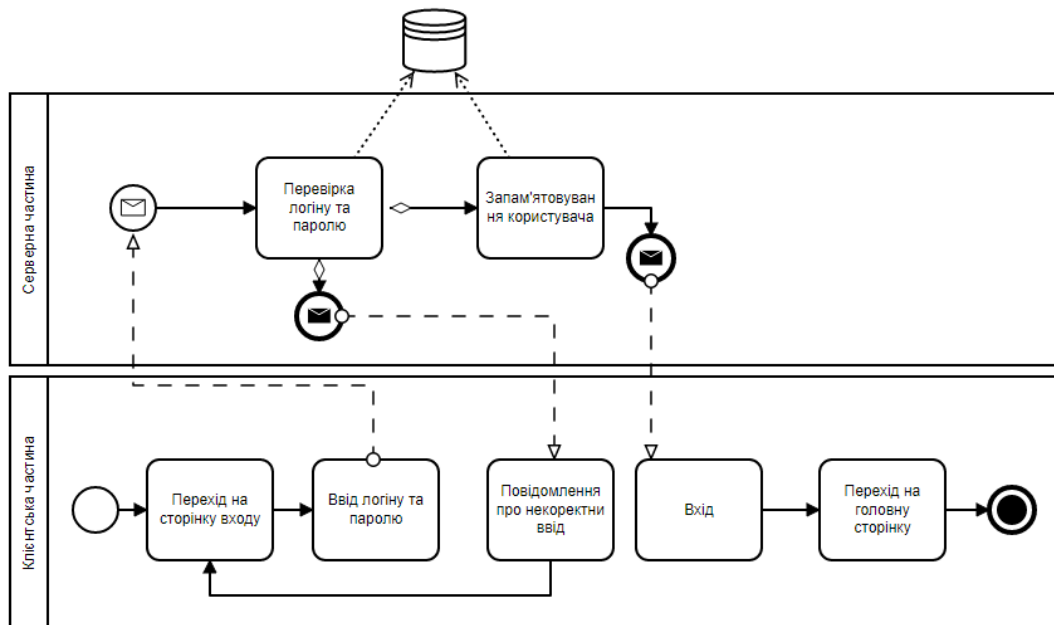 Серверна частина
Перевірка
логіну та
паролю
Запам'ятовуван
ня користувача
Клієнтська частина
Перехід на
сторінку входу
Ввід логіну та
паролю
Повідомлення
про некоректни
ввід
Вхід
Перехід на
головну
сторінку